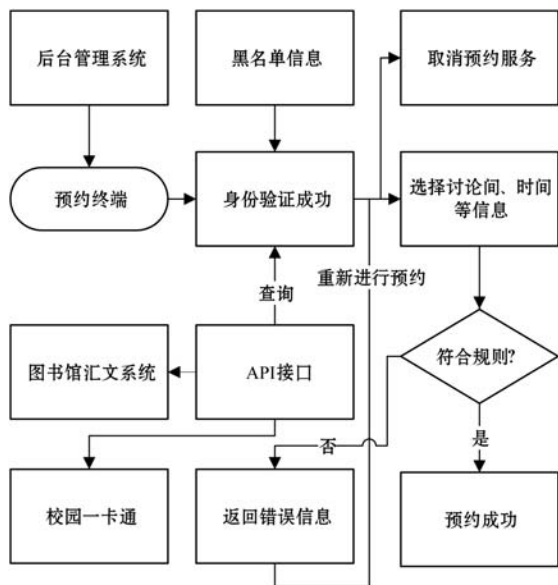 后台管理系统
黑名单信息
取消预约服务
预约终端
身份验证成功
选择讨论间、时间
等信息
查询
重新进行预约
图书馆汇文系统
API接口
符合规则?
否
是
校园一卡通
返回错误信息
预约成功